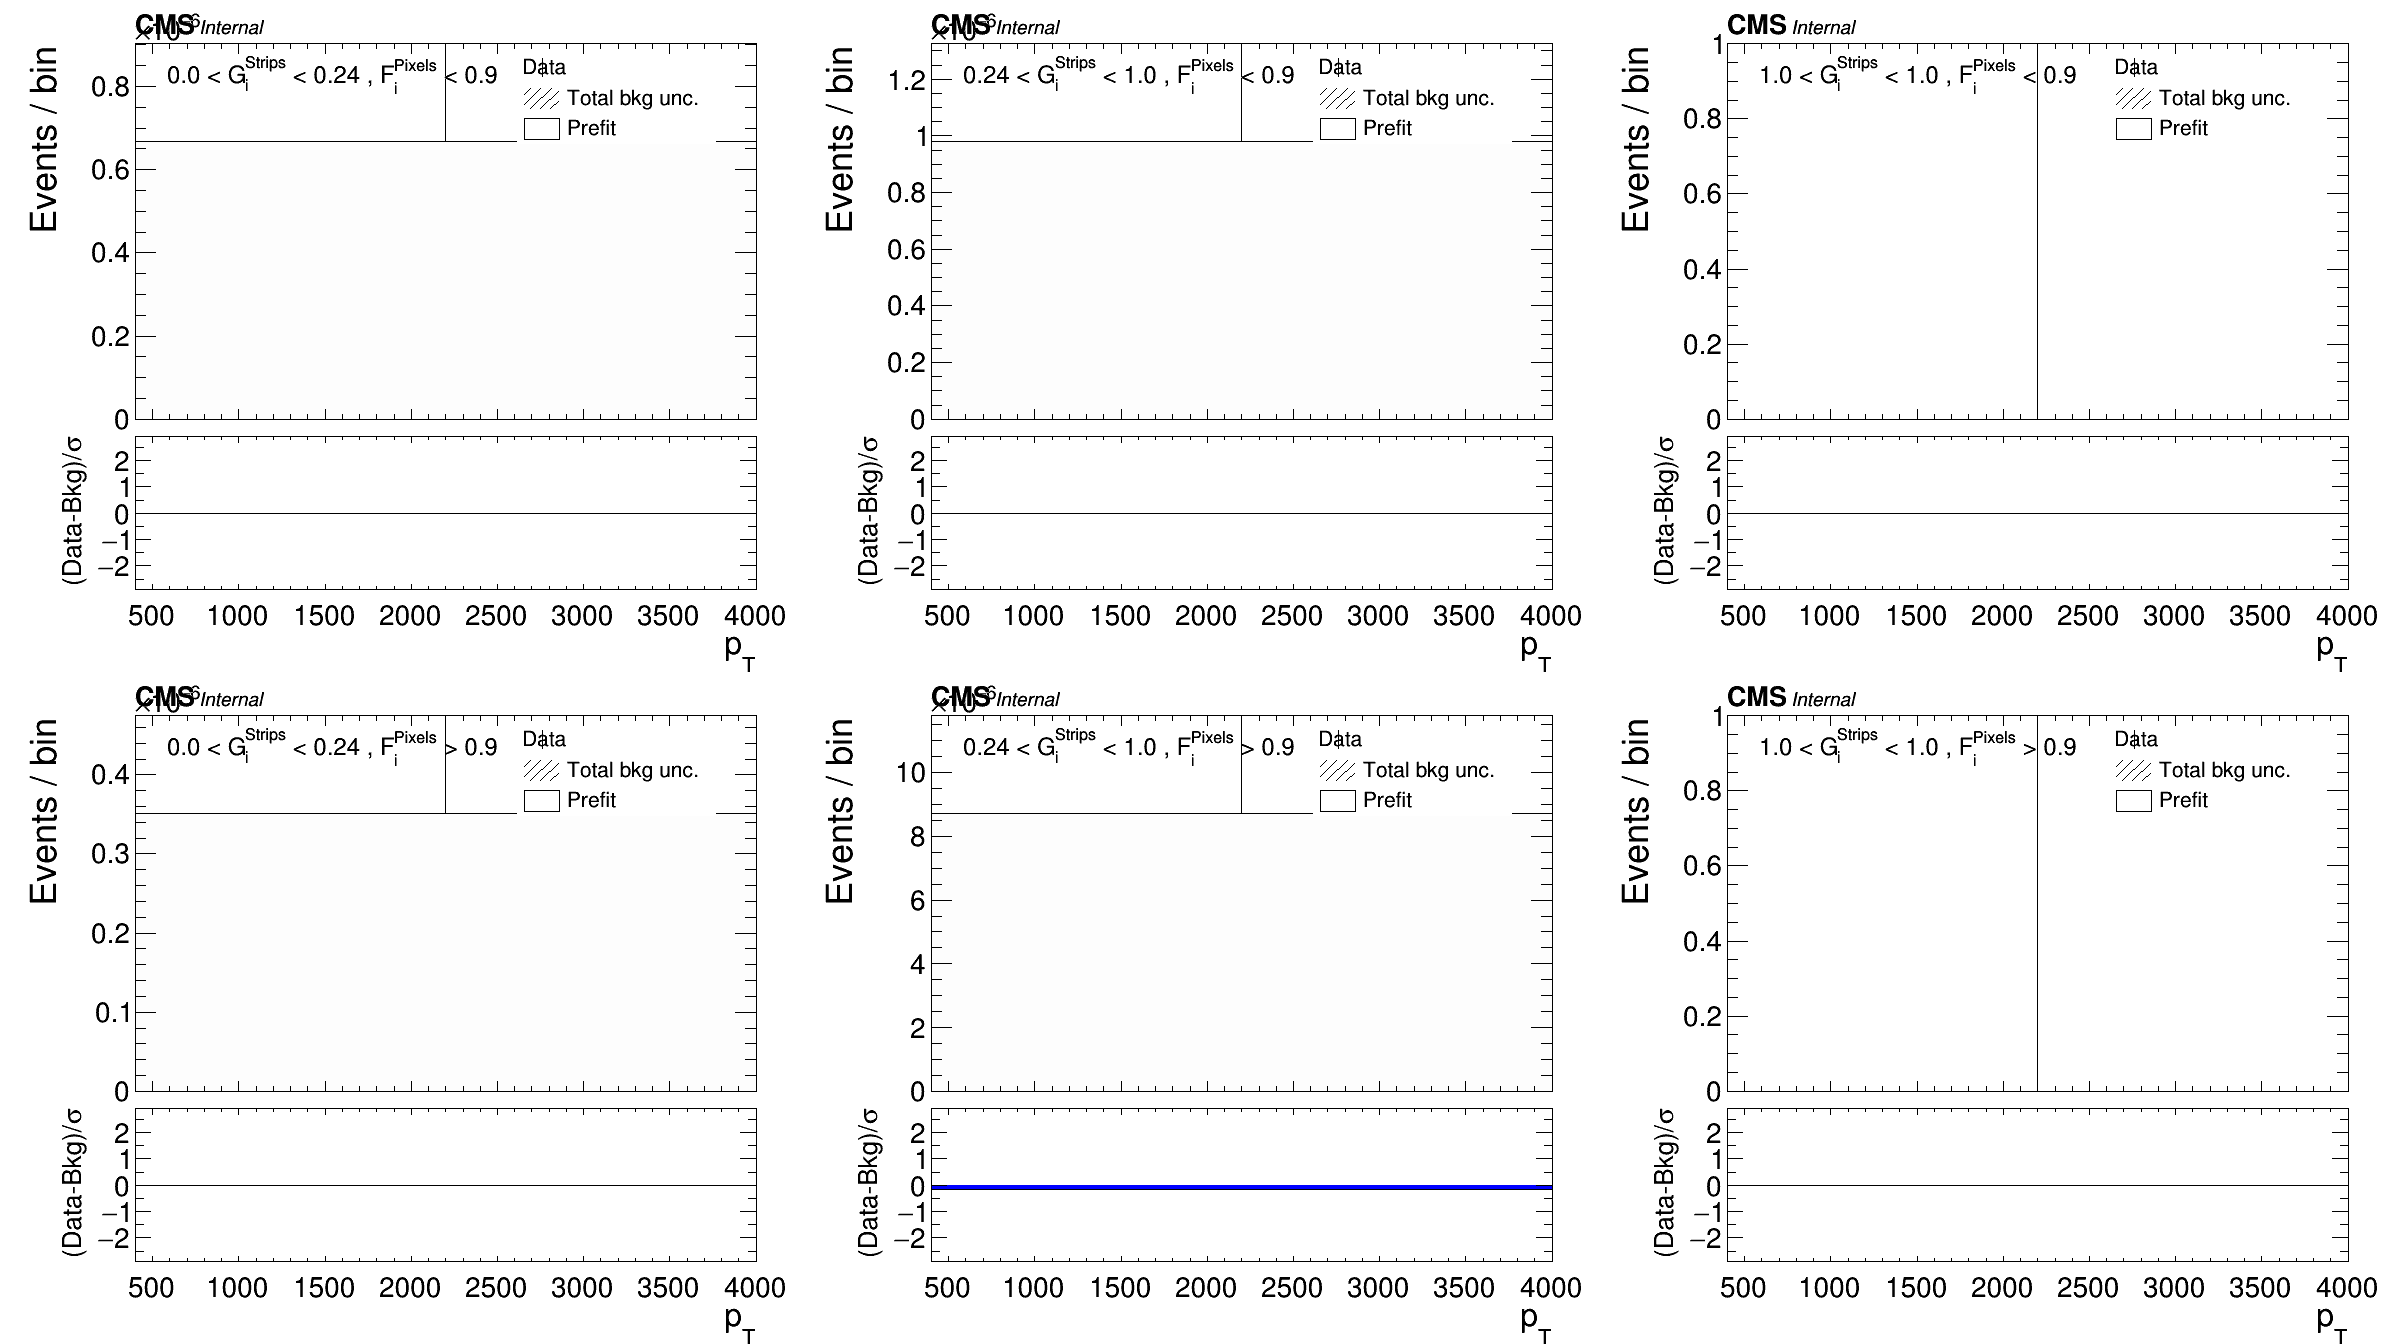 CMS Internal
×10^6
Events / bin
0.0 < G_i^Strips < 0.24 , F_i^Pixels < 0.9
Data
Total bkg unc.
Prefit
0.8
0.6
0.4
0.2
0
(Data-Bkg)/σ
2
1
0
−1
−2
500 1000 1500 2000 2500 3000 3500 4000
p_T
CMS Internal
×10^6
Events / bin
0.24 < G_i^Strips < 1.0 , F_i^Pixels < 0.9
Data
Total bkg unc.
Prefit
1.2
1
0.8
0.6
0.4
0.2
0
(Data-Bkg)/σ
2
1
0
−1
−2
500 1000 1500 2000 2500 3000 3500 4000
p_T
CMS Internal
Events / bin
1.0 < G_i^Strips < 1.0 , F_i^Pixels < 0.9
Data
Total bkg unc.
Prefit
1
0.8
0.6
0.4
0.2
0
(Data-Bkg)/σ
2
1
0
−1
−2
500 1000 1500 2000 2500 3000 3500 4000
p_T
CMS Internal
×10^6
Events / bin
0.0 < G_i^Strips < 0.24 , F_i^Pixels > 0.9
Data
Total bkg unc.
Prefit
0.4
0.3
0.2
0.1
0
(Data-Bkg)/σ
2
1
0
−1
−2
500 1000 1500 2000 2500 3000 3500 4000
p_T
CMS Internal
×10^6
Events / bin
0.24 < G_i^Strips < 1.0 , F_i^Pixels > 0.9
Data
Total bkg unc.
Prefit
10
8
6
4
2
0
(Data-Bkg)/σ
2
1
0
−1
−2
500 1000 1500 2000 2500 3000 3500 4000
p_T
CMS Internal
Events / bin
1.0 < G_i^Strips < 1.0 , F_i^Pixels > 0.9
Data
Total bkg unc.
Prefit
1
0.8
0.6
0.4
0.2
0
(Data-Bkg)/σ
2
1
0
−1
−2
500 1000 1500 2000 2500 3000 3500 4000
p_T